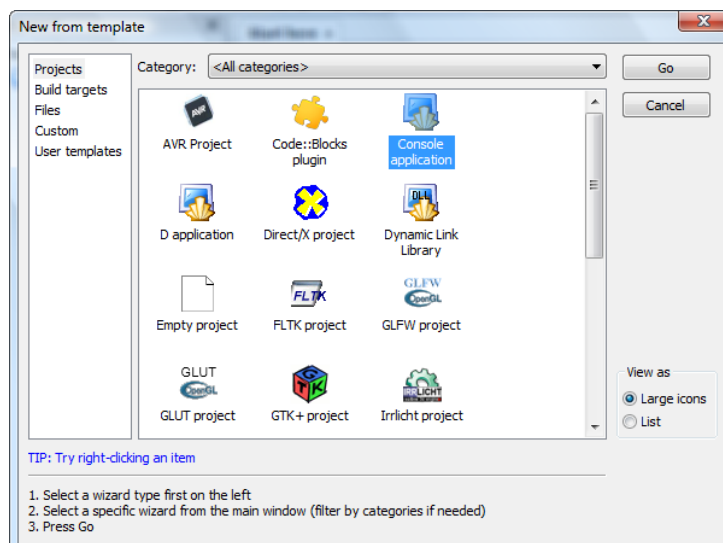 New from template
Projects
Build targets
Files
Custom
User templates
Category:
<All categories>
Go
Cancel
AVR
AVR Project
Code::Blocks
plugin
Console
application
D application
Direct/X project
DLL
Dynamic Link
Library
Empty project
FLTK
FLTK project
GLFW
OpenGL
GLFW project
GLUT
OpenGL
GLUT project
GTK
GTK+ project
IRRLICHT
Irrlicht project
View as
Large icons
List
TIP: Try right-clicking an item
1. Select a wizard type first on the left
2. Select a specific wizard from the main window (filter by categories if needed)
3. Press Go